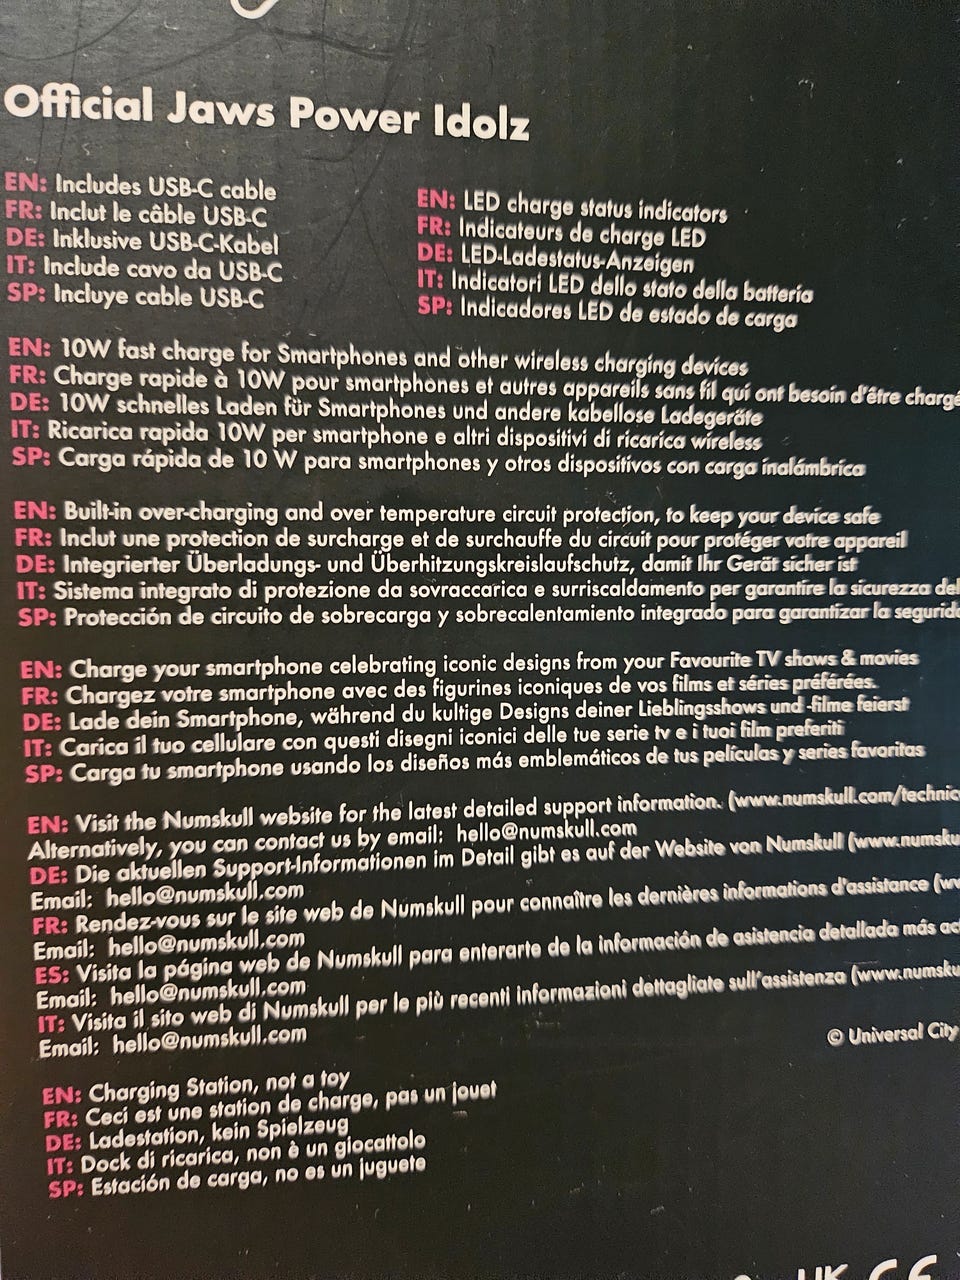 Official Jaws Power Idolz
EN: Includes USB-C cable
FR: Inclut le câble USB-C
DE: Inklusive USB-C-Kabel
IT: Include cavo da USB-C
SP: Incluye cable USB-C
EN: LED charge status indicators
FR: Indicateurs de charge LED
DE: LED-Ladestatus-Anzeigen
IT: Indicatori LED dello stato della batteria
SP: Indicadores LED de estado de carga
EN: 10W fast charge for Smartphones and other wireless charging devices
FR: Charge rapide à 10W pour smartphones et autres appareils sans fil qui ont besoin d'être chargé
DE: 10W schnelles Laden für Smartphones und andere kabellose Ladegeräte
IT: Ricarica rapida 10W per smartphone e altri dispositivi di ricarica wireless
SP: Carga rápida de 10 W para smartphones y otros dispositivos con carga inalámbrica
EN: Built-in over-charging and over temperature circuit protection, to keep your device safe
FR: Inclut une protection de surcharge et de surchauffe du circuit pour protéger votre appareil
DE: Integrierter Überladungs- und Überhitzungskreislaufschutz, damit Ihr Gerät sicher ist
IT: Sistema integrato di protezione da sovraccarica e surriscaldamento per garantire la sicurezza del
SP: Protección de circuito de sobrecarga y sobrecalentamiento integrado para garantizar la segurida
EN: Charge your smartphone celebrating iconic designs from your Favourite TV shows & movies
FR: Chargez votre smartphone avec des figurines iconiques de vos films et séries préférées.
DE: Lade dein Smartphone, während du kultige Designs deiner Lieblingsshows und -filme feierst
IT: Carica il tuo cellulare con questi disegni iconici delle tue serie tv e i tuoi film preferiti
SP: Carga tu smartphone usando los diseños más emblemáticos de tus películas y series favoritas
EN: Visit the Numskull website for the latest detailed support information. (www.numskull.com/technic
Alternatively, you can contact us by email: hello@numskull.com
DE: Die aktuellen Support-Informationen im Detail gibt es auf der Website von Numskull (www.numsku
Email: hello@numskull.com
FR: Rendez-vous sur le site web de Numskull pour connaître les dernières informations d'assistance (ww
Email: hello@numskull.com
ES: Visita la página web de Numskull para enterarte de la información de asistencia detallada más ac
Email: hello@numskull.com
IT: Visita il sito web di Numskull per le più recenti informazioni dettagliate sull'assistenza (www.numsku
Email: hello@numskull.com
© Universal City
EN: Charging Station, not a toy
FR: Ceci est une station de charge, pas un jouet
DE: Ladestation, kein Spielzeug
IT: Dock di ricarica, non è un giocattolo
SP: Estación de carga, no es un juguete
UK CE